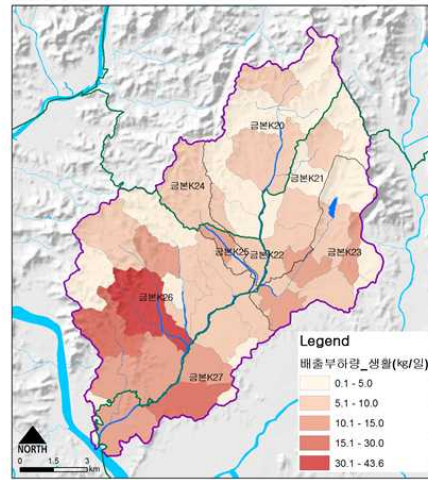 금본K20
금본K21
금본K24
금본K25
금본K22
금본K23
금본K26
금본K27
Legend
배출부하량_생활(kg/일)
0.1 - 5.0
5.1 - 10.0
10.1 - 15.0
15.1 - 30.0
30.1 - 43.6
NORTH
0 1.5 3
km